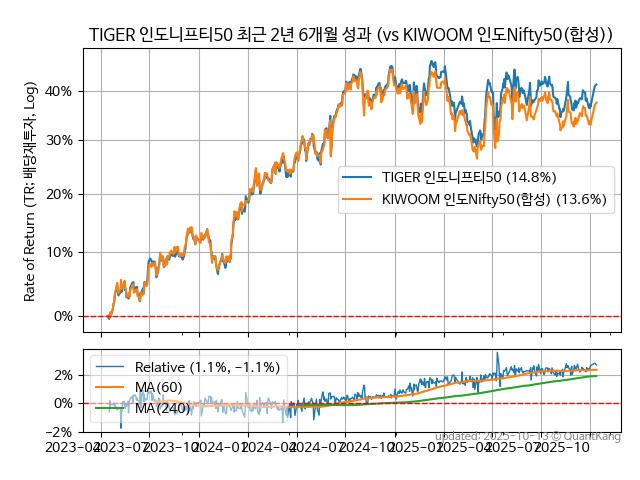 TIGER 인도니프티50 최근 2년 6개월 성과 (vs KIWOOM 인도Nifty50(합성))
Rate of Return (TR: 배당재투자, Log)
40%
30%
20%
10%
0%
TIGER 인도니프티50 (14.8%)
KIWOOM 인도Nifty50(합성) (13.6%)
2%
0%
−2%
Relative (1.1%, −1.1%)
MA(60)
MA(240)
2023-04
2023-07
2023-10
2024-01
2024-04
2024-07
2024-10
2025-01
2025-04
2025-07
2025-10
updated: 2025-10-13 © QuantKang